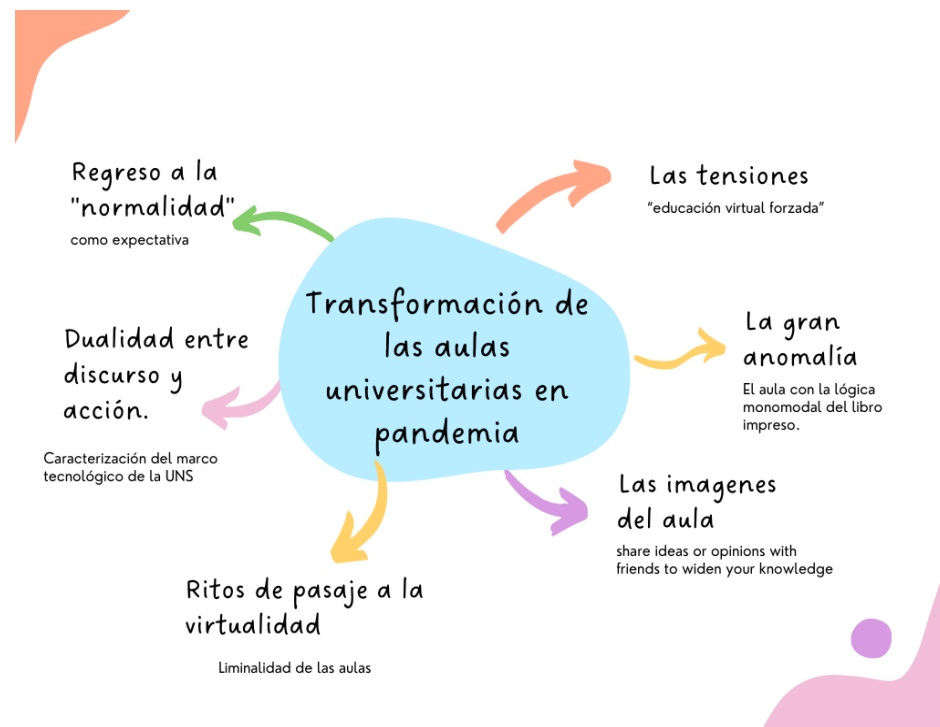 Regreso a la
"normalidad"
como expectativa
Las tensiones
“educación virtual forzada”
Transformación de
las aulas
universitarias en
pandemia
La gran
anomalía
El aula con la lógica
monomodal del libro
impreso.
Dualidad entre
discurso y
acción.
Caracterización del marco
tecnológico de la UNS
Las imagenes
del aula
share ideas or opinions with
friends to widen your knowledge
Ritos de pasaje a la
virtualidad
Liminalidad de las aulas